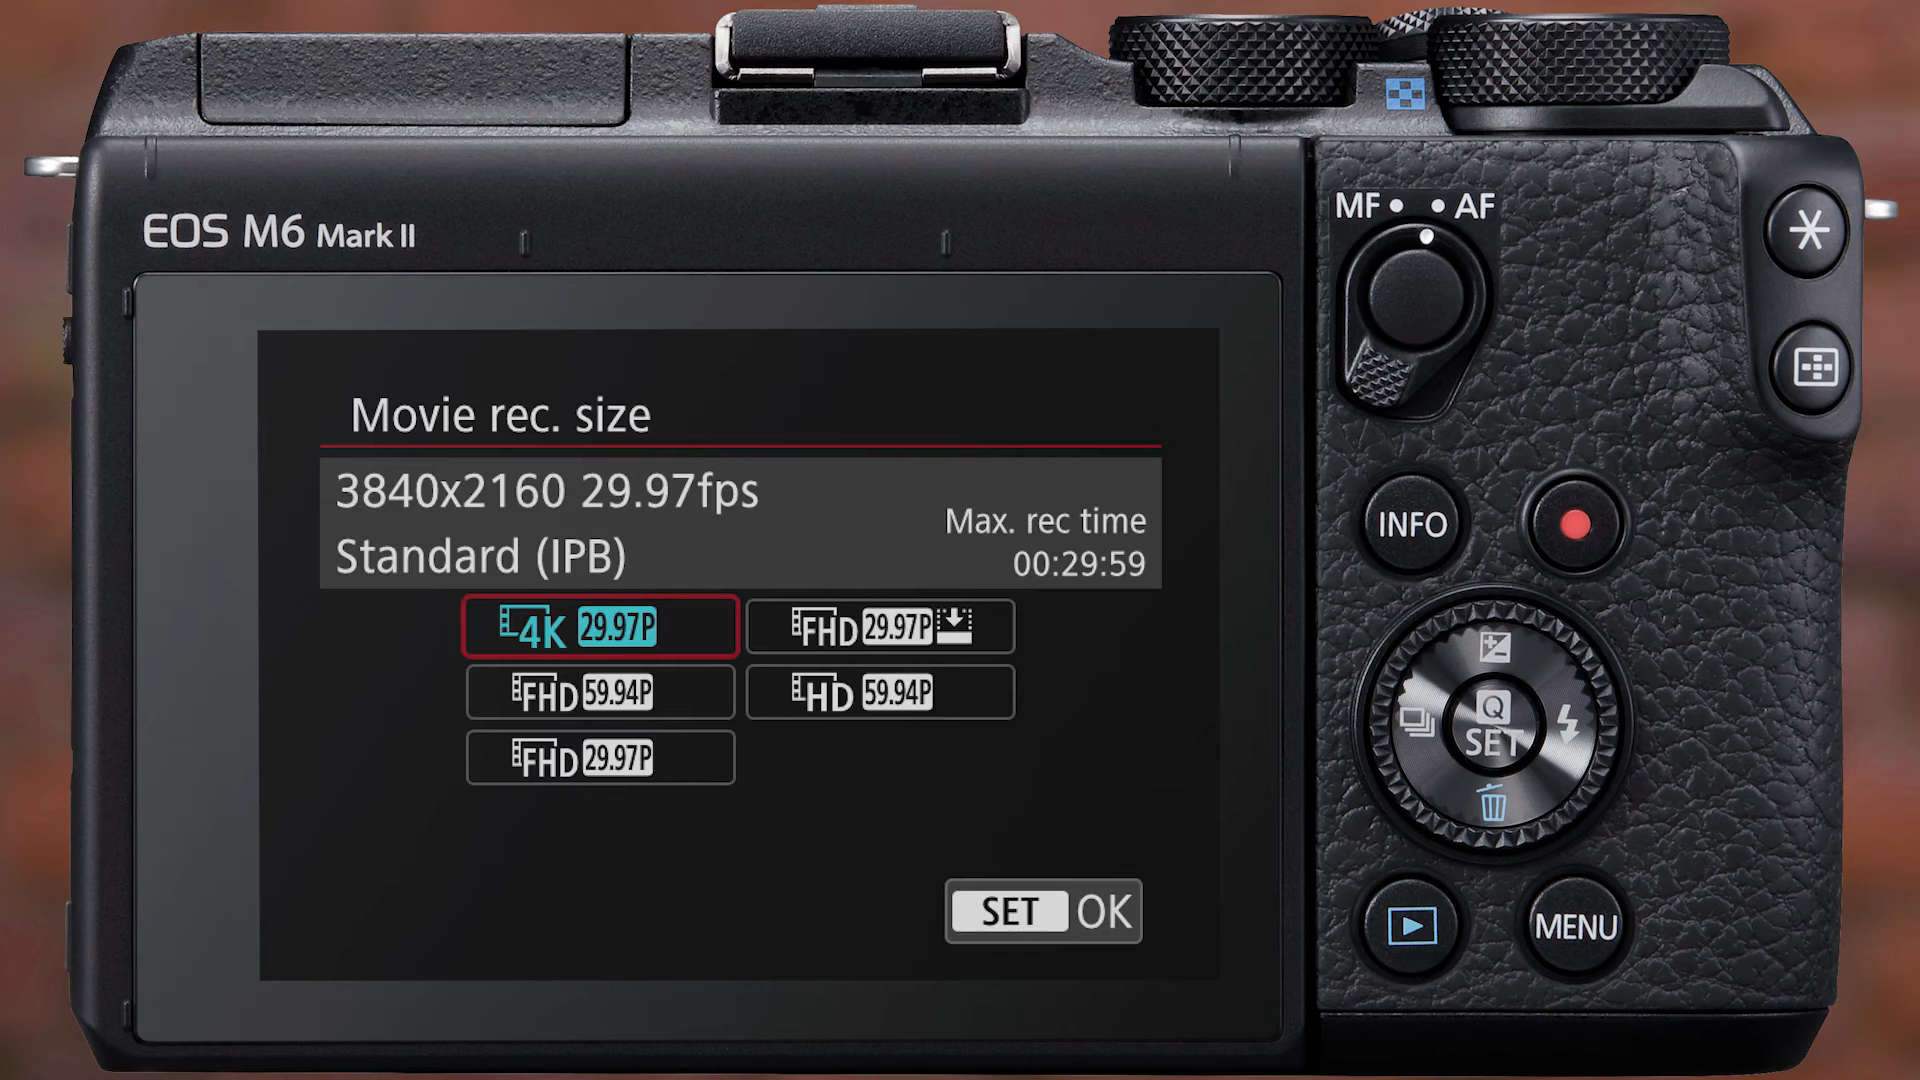 EOS M6 Mark II
MF • • AF
Movie rec. size
3840x2160 29.97fps
Standard (IPB)
Max. rec time
00:29:59
4K 29.97P
FHD 29.97P
FHD 59.94P
HD 59.94P
FHD 29.97P
SET OK
INFO
Q
SET
MENU